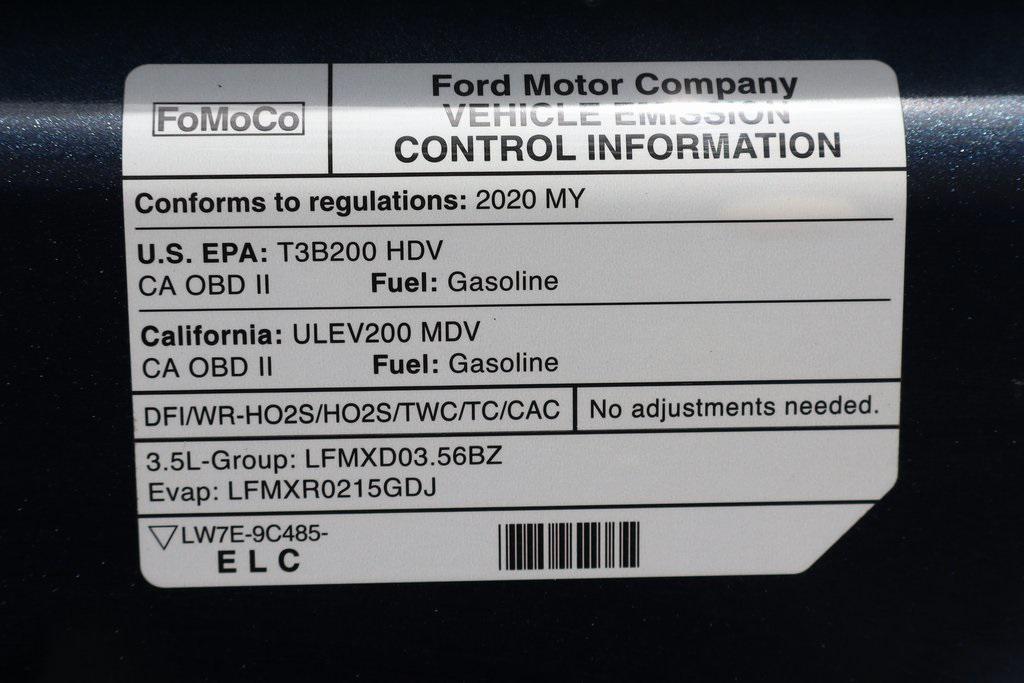 FoMoCo
Ford Motor Company
VEHICLE EMISSION
CONTROL INFORMATION
Conforms to regulations: 2020 MY
U.S. EPA: T3B200 HDV
CA OBD II Fuel: Gasoline
California: ULEV200 MDV
CA OBD II Fuel: Gasoline
DFI/WR-HO2S/HO2S/TWC/TC/CAC
No adjustments needed.
3.5L-Group: LFMXD03.56BZ
Evap: LFMXR0215GDJ
LW7E-9C485-
ELC